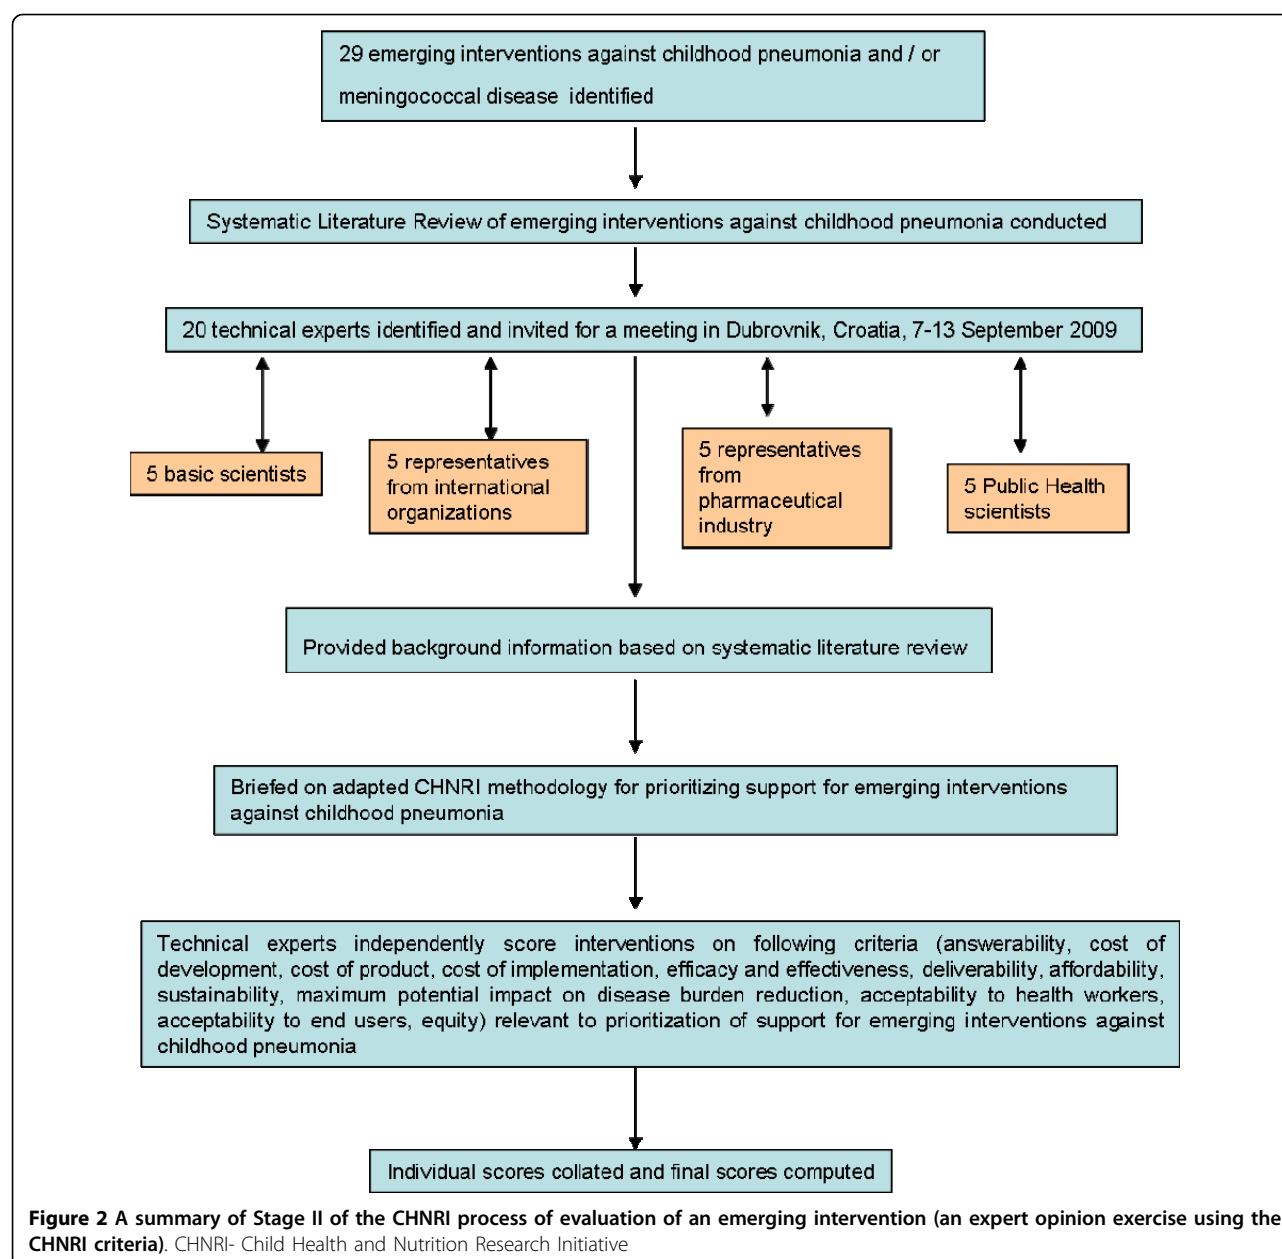 29 emerging interventions against childhood pneumonia and / or
meningococcal disease identified
Systematic Literature Review of emerging interventions against childhood pneumonia conducted
20 technical experts identified and invited for a meeting in Dubrovnik, Croatia, 7-13 September 2009
5 basic scientists
5 representatives
from international
organizations
5 representatives
from
pharmaceutical
industry
5 Public Health
scientists
Provided background information based on systematic literature review
Briefed on adapted CHNRI methodology for prioritizing support for emerging interventions
against childhood pneumonia
Technical experts independently score interventions on following criteria (answerability, cost of
development, cost of product, cost of implementation, efficacy and effectiveness, deliverability, affordability,
sustainability, maximum potential impact on disease burden reduction, acceptability to health workers,
acceptability to end users, equity) relevant to prioritization of support for emerging interventions against
childhood pneumonia
Individual scores collated and final scores computed
Figure 2 A summary of Stage II of the CHNRI process of evaluation of an emerging intervention (an expert opinion exercise using the
CHNRI criteria). CHNRI- Child Health and Nutrition Research Initiative